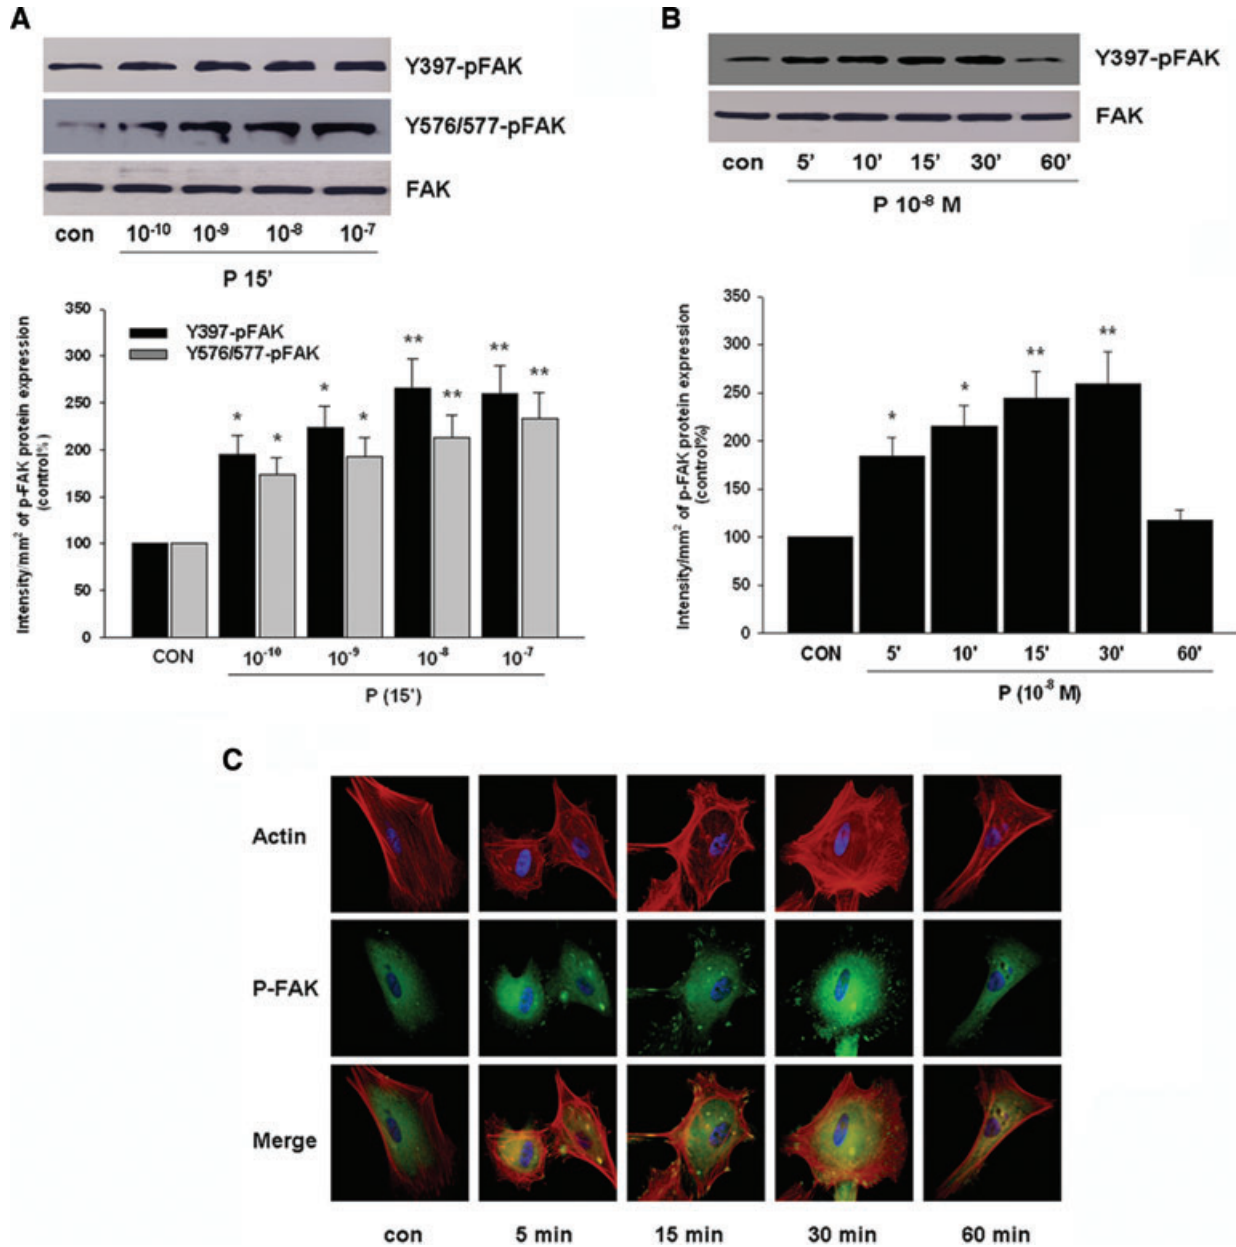 A
Y397-pFAK
Y576/577-pFAK
FAK
con 10⁻¹⁰ 10⁻⁹ 10⁻⁸ 10⁻⁷
P 15'
Intensity/mm² of p-FAK protein expression
(control%)
350
300
250
200
150
100
50
0
Y397-pFAK
Y576/577-pFAK
* * * * ** ** ** **
CON 10⁻¹⁰ 10⁻⁹ 10⁻⁸ 10⁻⁷
P (15')
B
Y397-pFAK
FAK
con 5' 10' 15' 30' 60'
P 10⁻⁸ M
Intensity/mm² of p-FAK protein expression
(control%)
350
300
250
200
150
100
50
0
* * ** **
CON 5' 10' 15' 30' 60'
P (10⁻⁸ M)
C
Actin
P-FAK
Merge
con 5 min 15 min 30 min 60 min